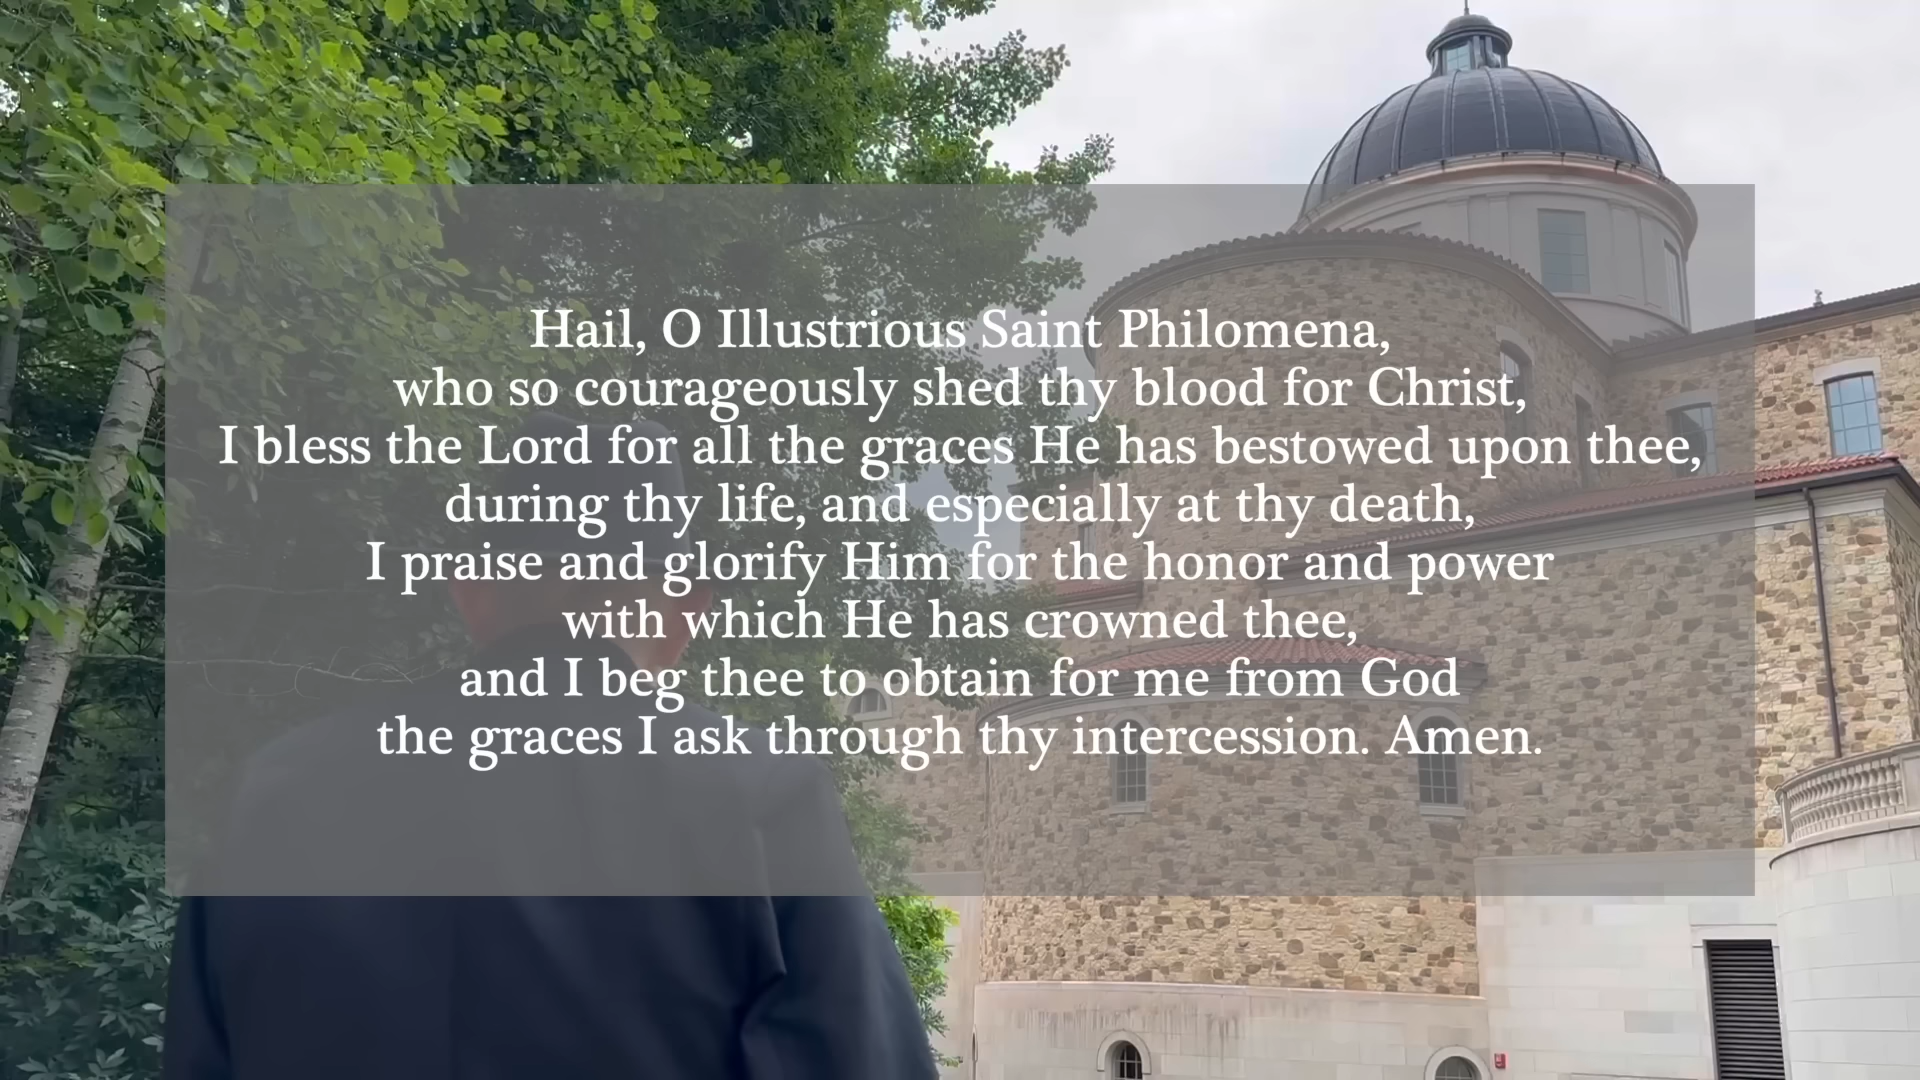 Hail, O Illustrious Saint Philomena,
who so courageously shed thy blood for Christ,
I bless the Lord for all the graces He has bestowed upon thee,
during thy life, and especially at thy death,
I praise and glorify Him for the honor and power
with which He has crowned thee,
and I beg thee to obtain for me from God
the graces I ask through thy intercession. Amen.